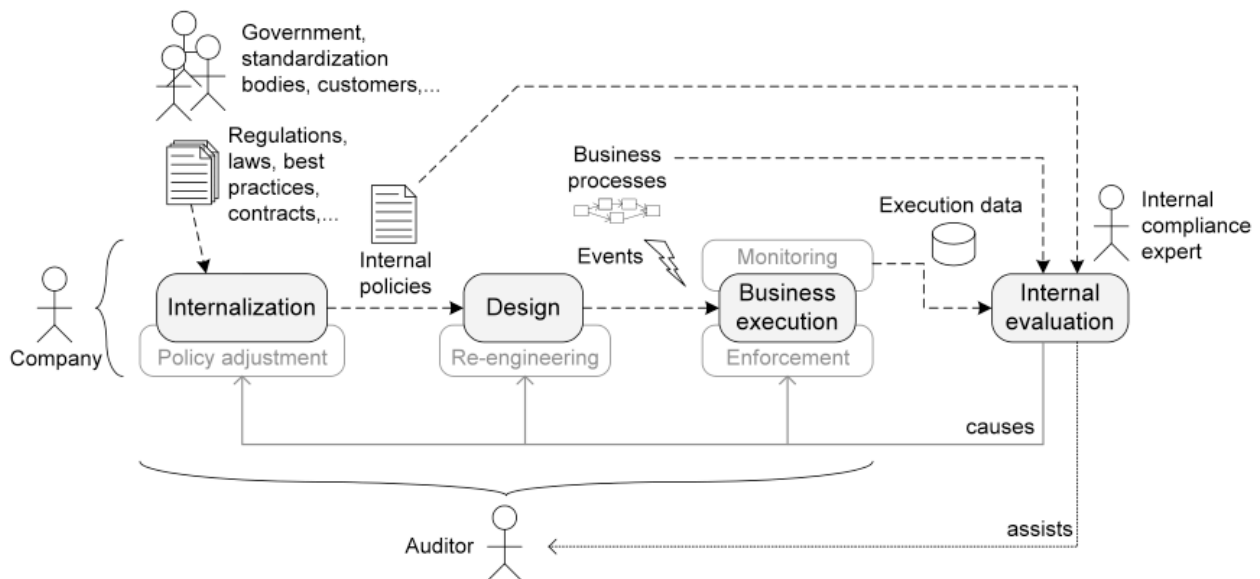 Government,
standardization
bodies, customers,...
Regulations,
laws, best
practices,
contracts,...
Business
processes
Execution data
Internal
compliance
expert
Internal
policies
Events
Monitoring
Company
Internalization
Design
Business
execution
Internal
evaluation
Policy adjustment
Re-engineering
Enforcement
causes
Auditor
assists